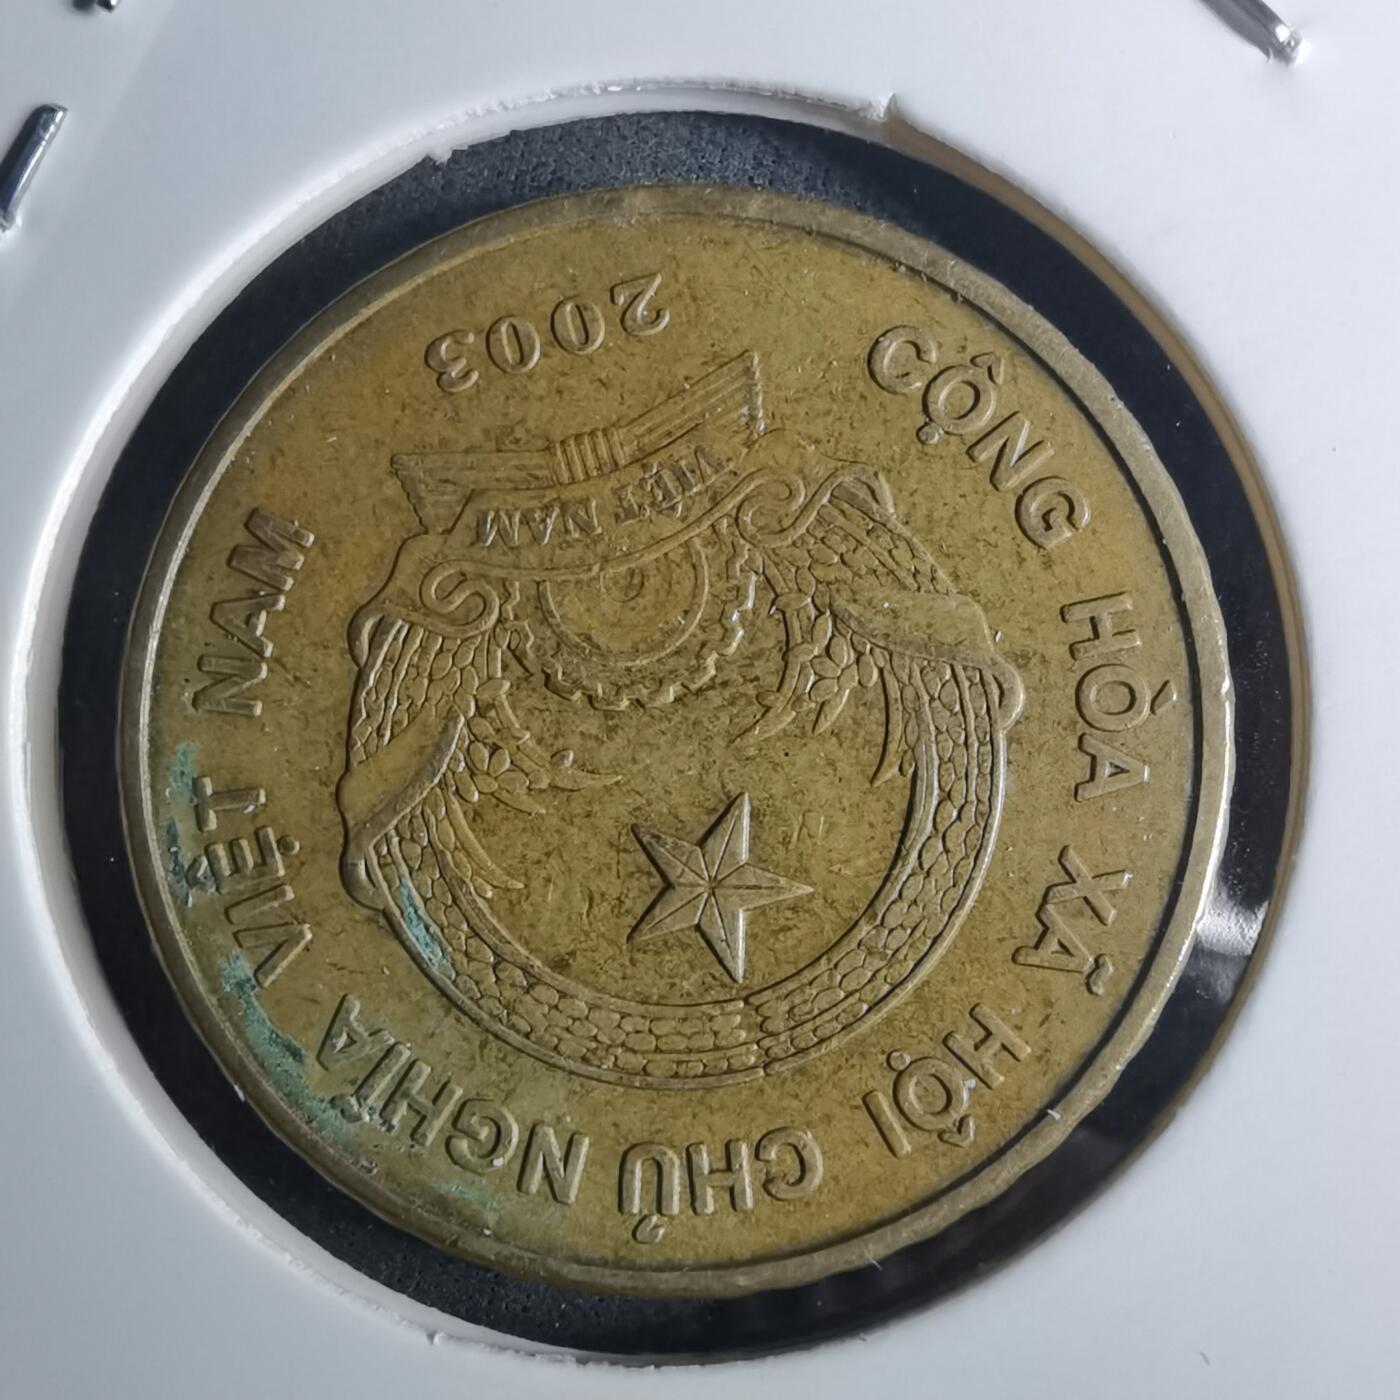 CỘNG HÒA XÃ HỘI CHỦ NGHĨA VIỆT NAM
VIỆT NAM
2003